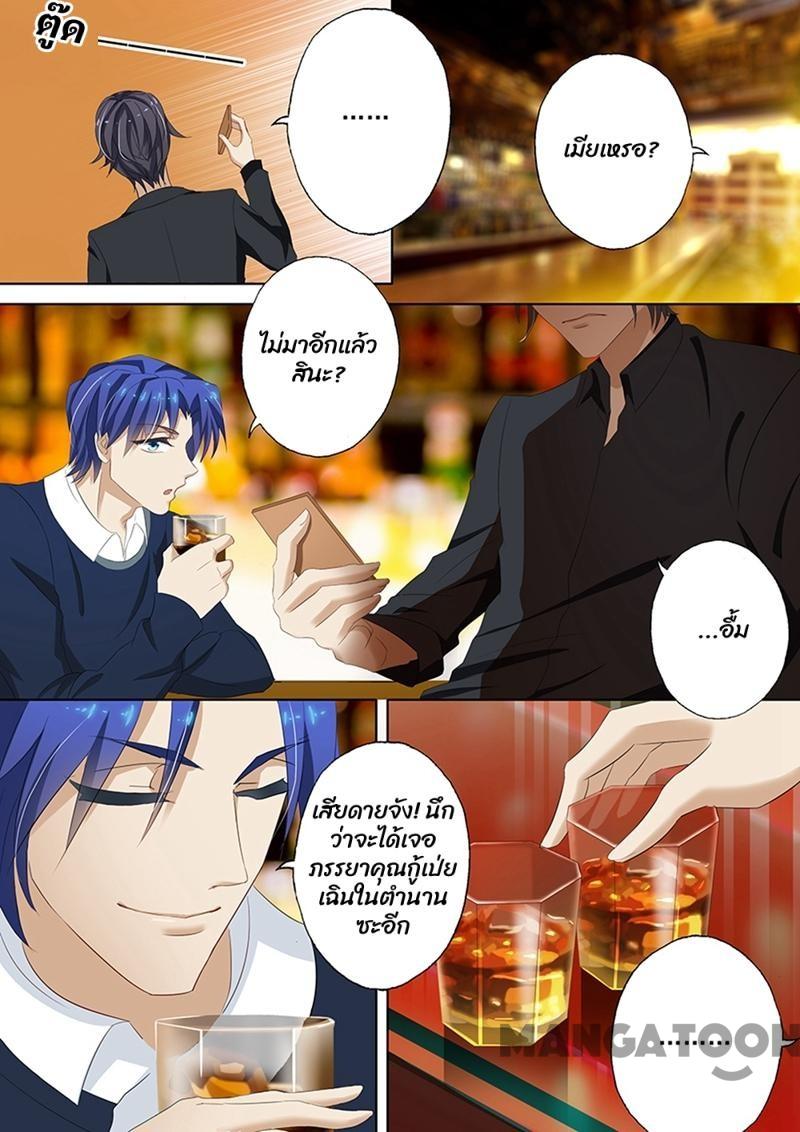 ตู๊ด
......
เมียเหรอ?
ไม่มาอีกแล้ว
สินะ?
...อื้ม
เสียดายจัง! นึก
ว่าจะได้เจอ
ภรรยาคุณกู้เป่ย
เฉินในตำนาน
ซะอีก
.........
MANGATOON